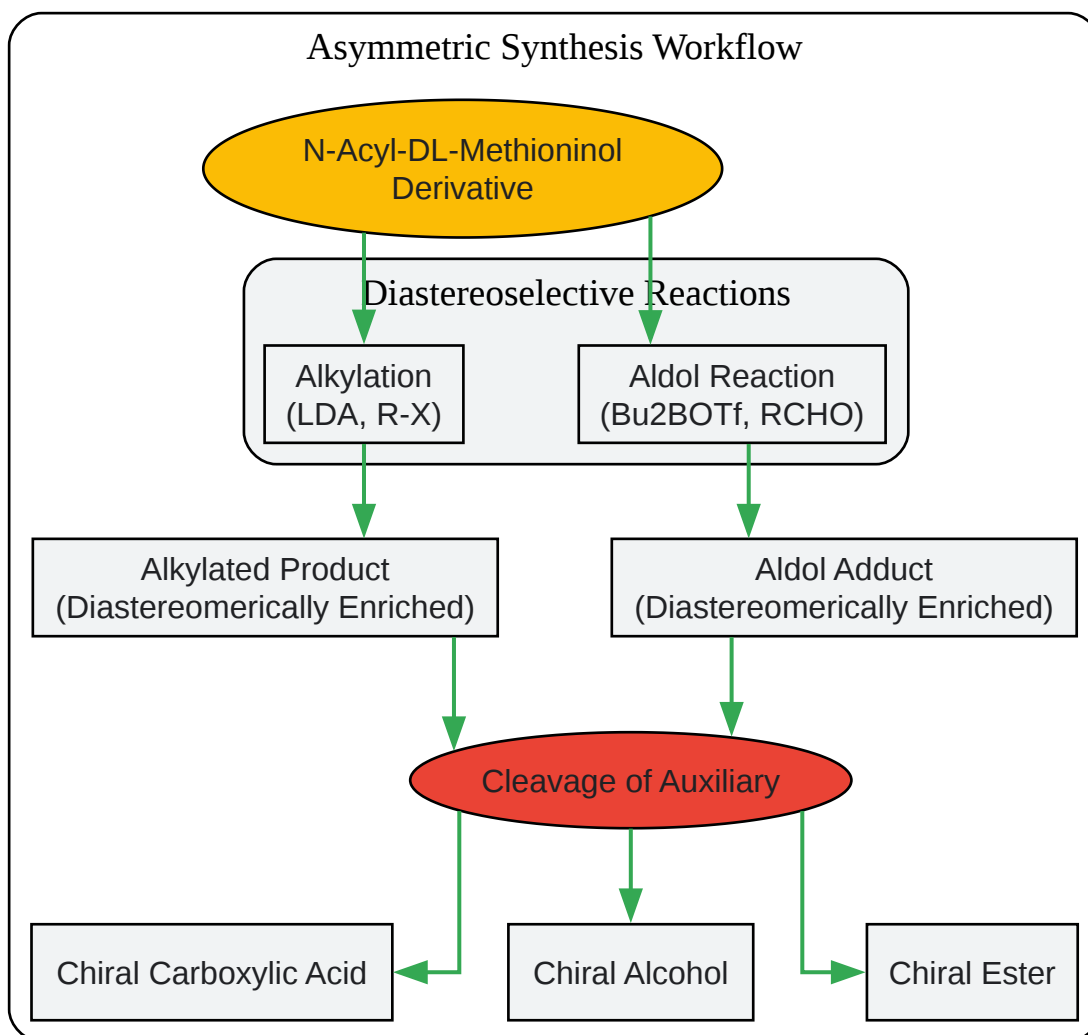 Asymmetric Synthesis Workflow
N-Acyl-DL-Methioninol
Derivative
Diastereoselective Reactions
Alkylation
(LDA, R-X)
Aldol Reaction
(Bu2BOTf, RCHO)
Alkylated Product
(Diastereomerically Enriched)
Aldol Adduct
(Diastereomerically Enriched)
Cleavage of Auxiliary
Chiral Carboxylic Acid
Chiral Alcohol
Chiral Ester